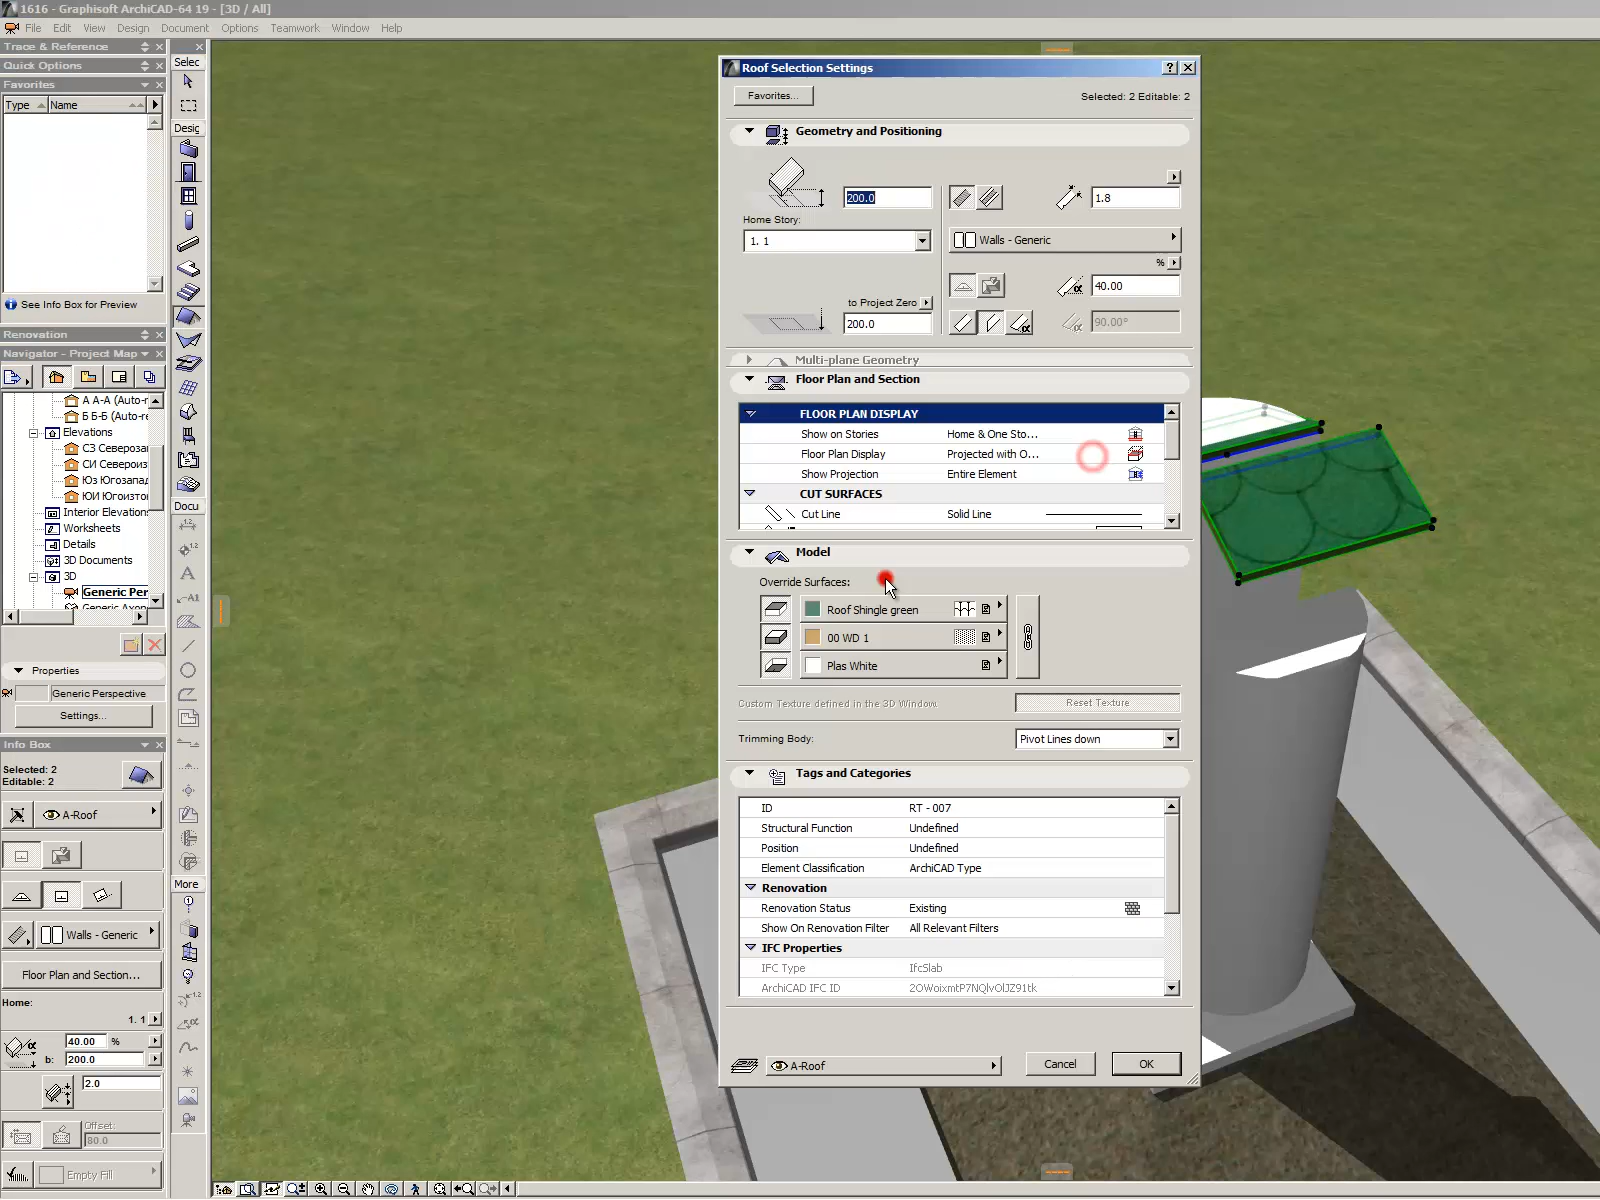 1616 - Graphisoft ArchiCAD-64 19 - [3D / All]
File Edit View Design Document Options Teamwork Window Help
Trace & Reference
Quick Options
Favorites
Type Name
See Info Box for Preview
Renovation
Navigator - Project Map
A A-A (Auto-r
Б Б-Б (Auto-re
Elevations
СЗ Северозап
СИ Североиз
Юз Югозапад
ЮИ Югоизто
Interior Elevations
Worksheets
Details
3D Documents
3D
Generic Per
Generic Axon
Properties
Generic Perspective
Settings...
Info Box
Selected: 2
Editable: 2
A-Roof
Walls - Generic
Floor Plan and Section...
Home:
1. 1
40.00 %
b: 200.0
2.0
Offset:
80.0
Empty Fill
Selec
Desig
Docu
More
Roof Selection Settings
Favorites...
Selected: 2 Editable: 2
Geometry and Positioning
200.0
1.8
Home Story:
1. 1
Walls - Generic
%
40.00
to Project Zero
200.0
90.00°
Multi-plane Geometry
Floor Plan and Section
FLOOR PLAN DISPLAY
Show on Stories Home & One Sto...
Floor Plan Display Projected with O...
Show Projection Entire Element
CUT SURFACES
Cut Line Solid Line
Model
Override Surfaces:
Roof Shingle green
00 WD 1
Plas White
Custom Texture defined in the 3D Window.
Reset Texture
Trimming Body:
Pivot Lines down
Tags and Categories
ID RT - 007
Structural Function Undefined
Position Undefined
Element Classification ArchiCAD Type
Renovation
Renovation Status Existing
Show On Renovation Filter All Relevant Filters
IFC Properties
IFC Type IfcSlab
ArchiCAD IFC ID 2OWoixmtP7NQlvOlJZ91tk
A-Roof
Cancel
OK